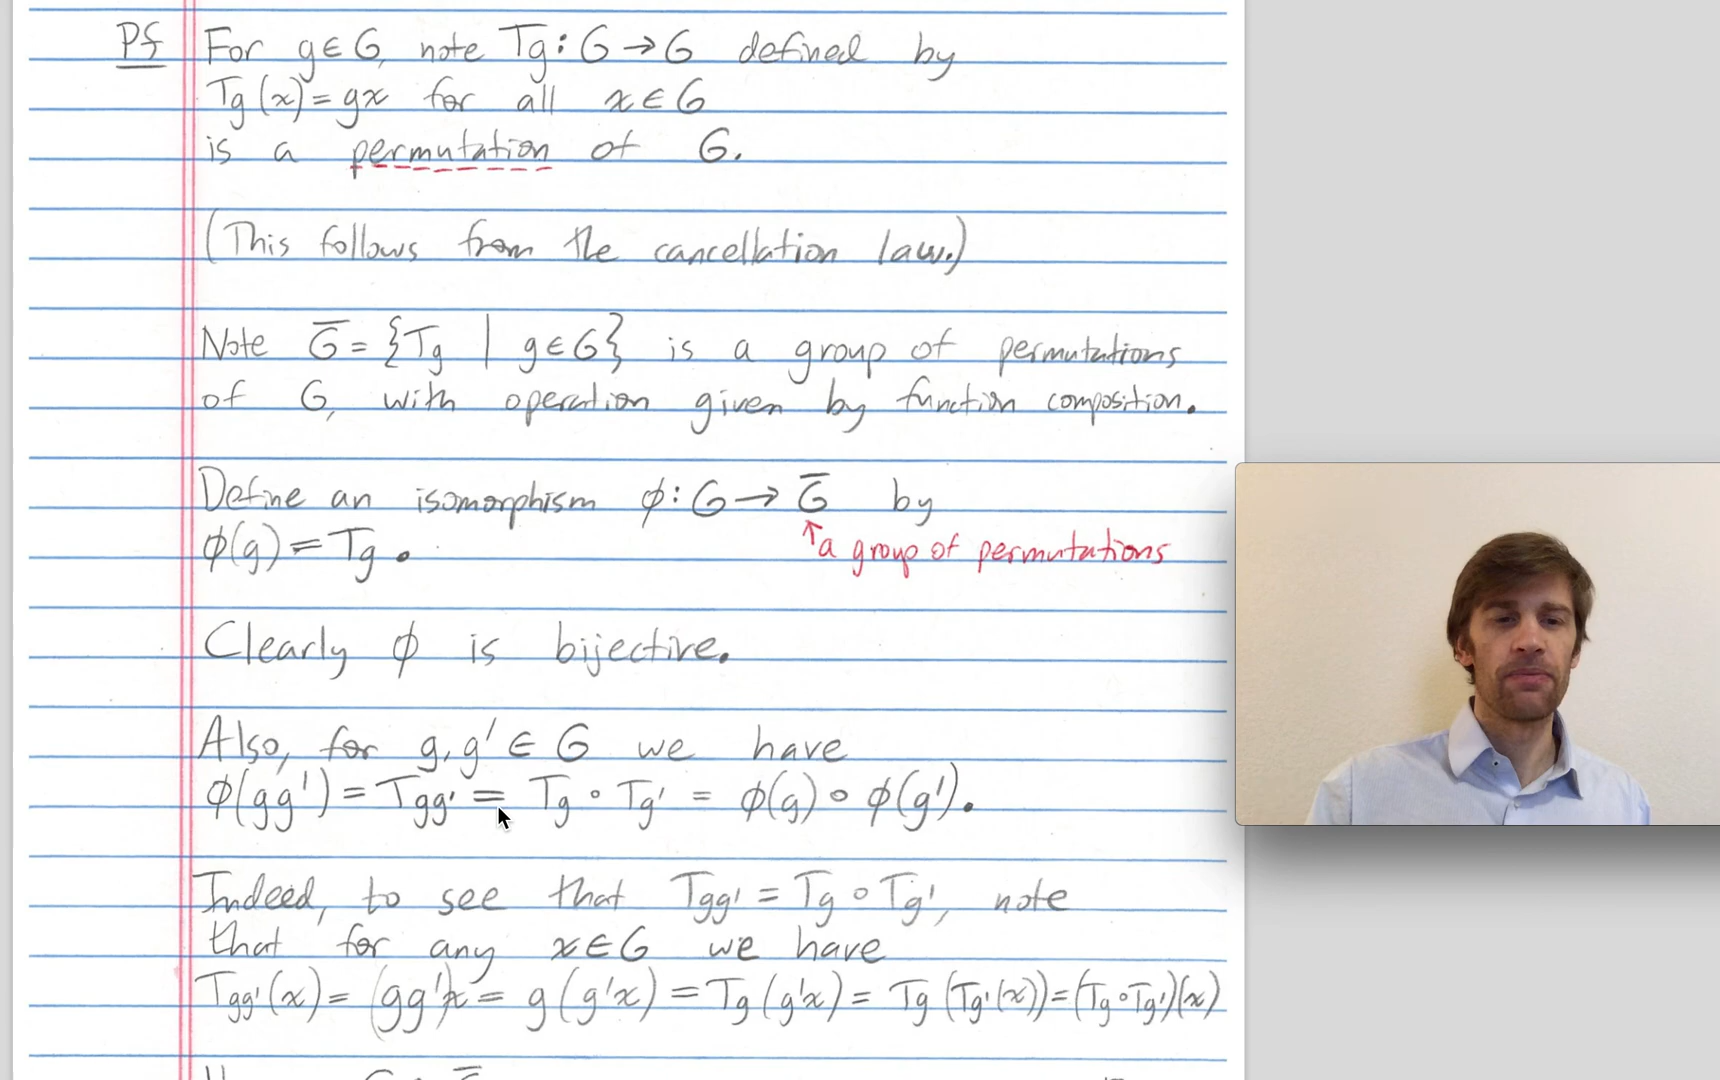 Pf For g∈G, note Tg: G→G defined by
Tg(x)=gx for all x∈G
is a permutation of G.
(This follows from the cancellation law.)
Note G̅ = {Tg | g∈G} is a group of permutations
of G, with operation given by function composition.
Define an isomorphism ϕ: G→G̅ by
ϕ(g)=Tg.
↑a group of permutations
Clearly ϕ is bijective.
Also, for g,g'∈G we have
ϕ(gg') = Tgg' = Tg∘Tg' = ϕ(g)∘ϕ(g').
Indeed, to see that Tgg' = Tg∘Tg', note
that for any x∈G we have
Tgg'(x) = (gg')x = g(g'x) = Tg(g'x) = Tg(Tg'(x)) = (Tg∘Tg')(x)